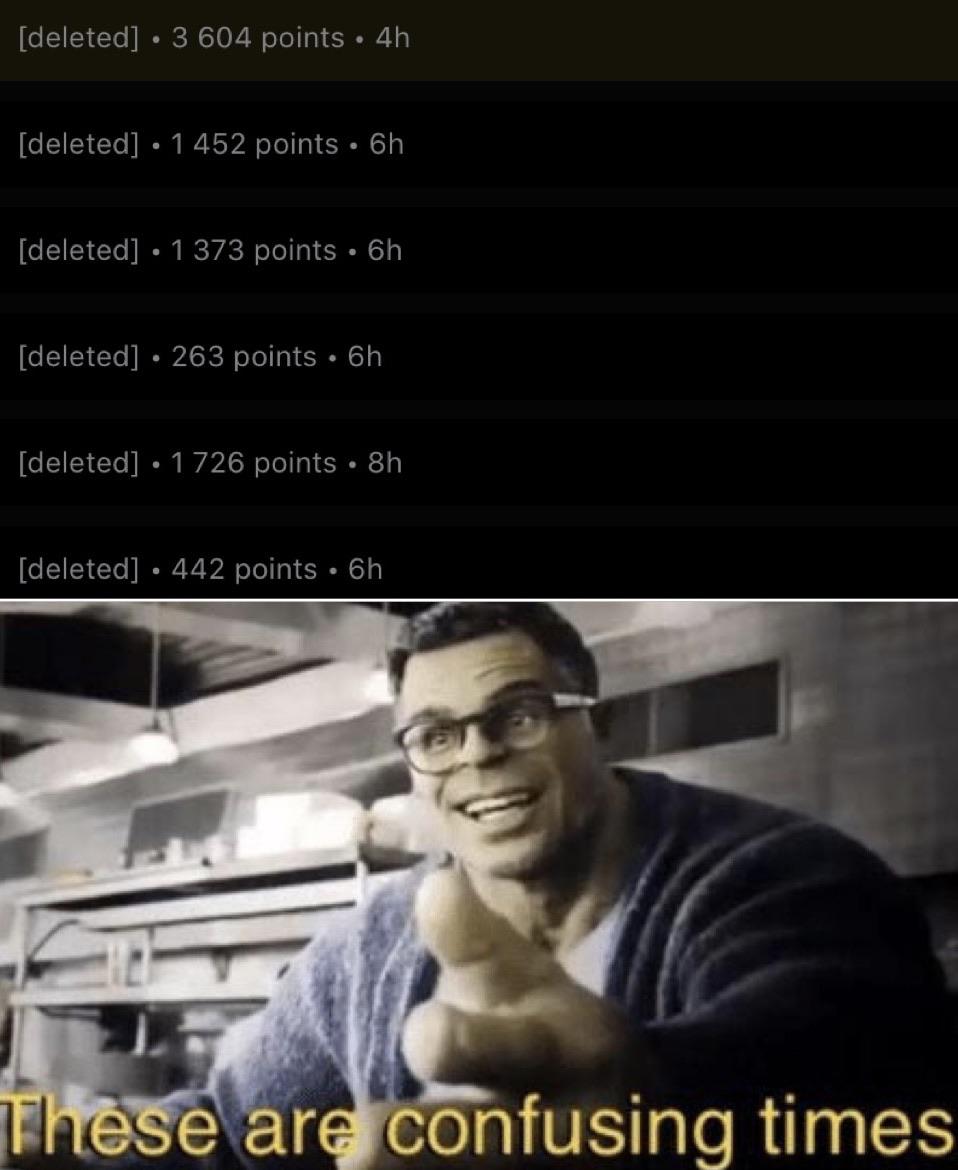 [deleted] • 3 604 points • 4h
[deleted] • 1 452 points • 6h
[deleted] • 1 373 points • 6h
[deleted] • 263 points • 6h
[deleted] • 1 726 points • 8h
[deleted] • 442 points • 6h
These are confusing times